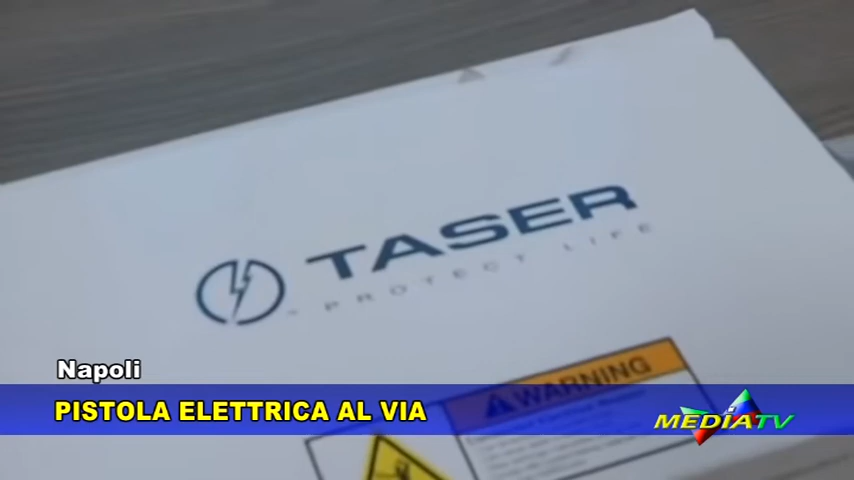 TASER
PROTECT LIFE
WARNING
Napoli
PISTOLA ELETTRICA AL VIA
MEDIATV